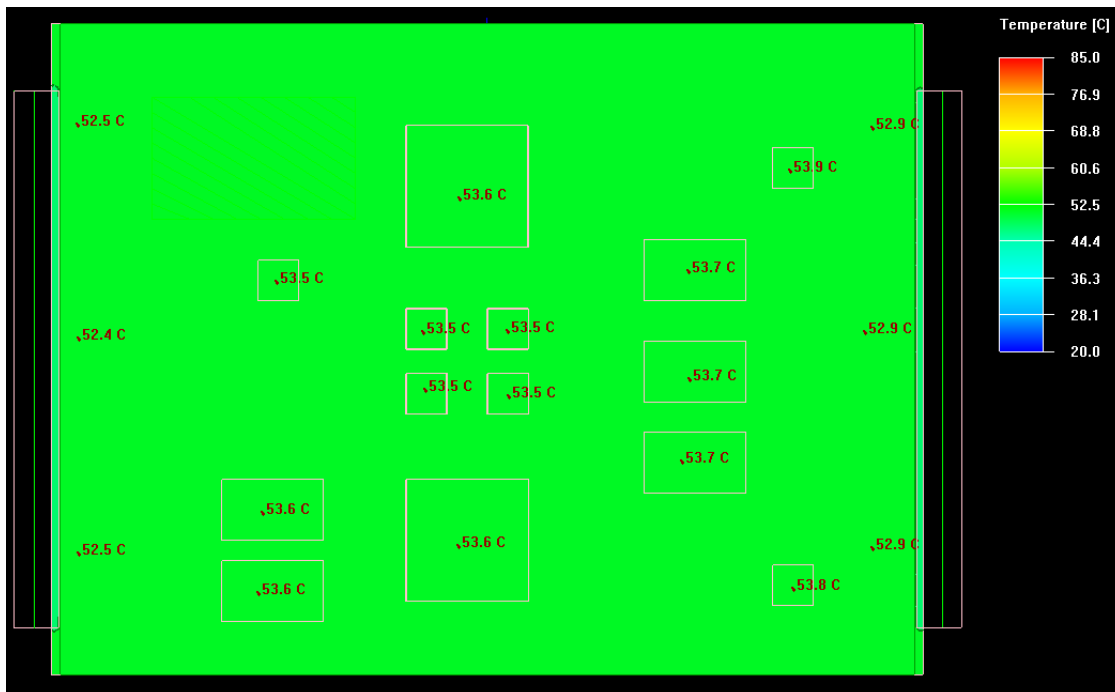 Temperature [C]
85.0
76.9
68.8
60.6
52.5
44.4
36.3
28.1
20.0
52.5 C
52.9 C
53.9 C
53.6 C
53.7 C
53.5 C
53.5 C
53.5 C
52.4 C
52.9 C
53.7 C
53.5 C
53.5 C
53.7 C
53.6 C
53.6 C
52.9 C
52.5 C
53.6 C
53.8 C